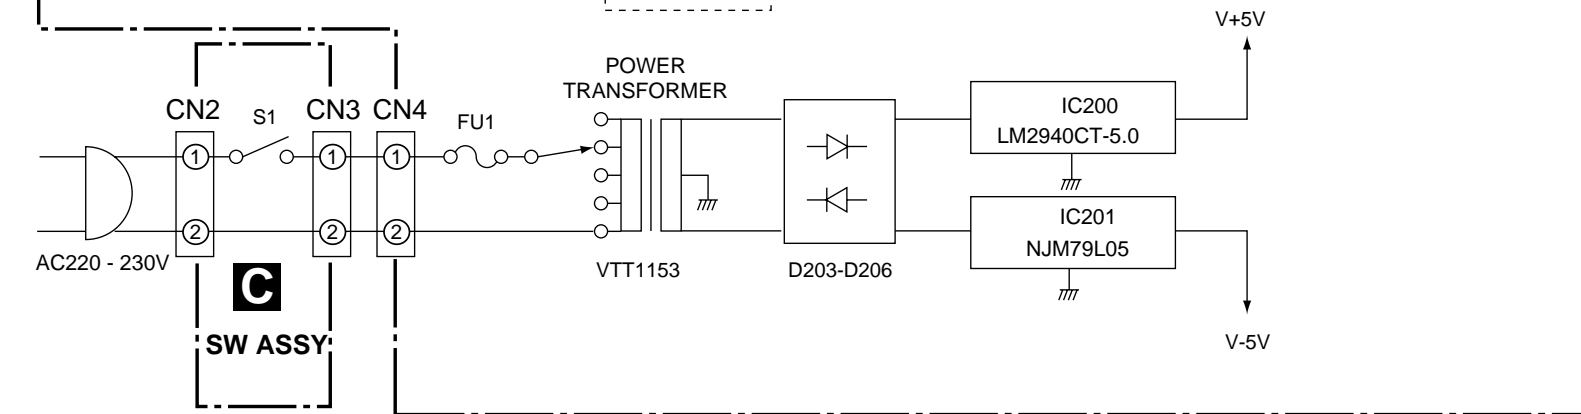 V+5V
POWER
TRANSFORMER
CN2
S1
CN3
CN4
FU1
IC200
LM2940CT-5.0
1
1
1
2
2
2
IC201
NJM79L05
AC220 - 230V
VTT1153
D203-D206
C
SW ASSY
V-5V